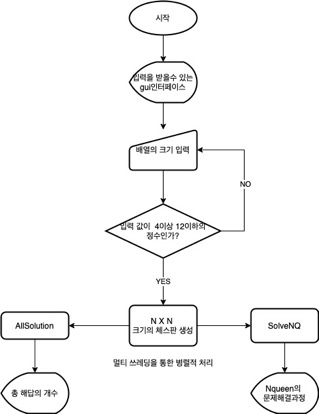 시작
입력을 받을수 있는
gui인터페이스
배열의 크기 입력
NO
입력 값이 4이상 12이하의
정수인가?
YES
AllSolution
N X N
크기의 체스판 생성
SolveNQ
멀티 쓰레딩을 통한 병렬적 처리
총 해답의 개수
Nqueen의
문제해결과정